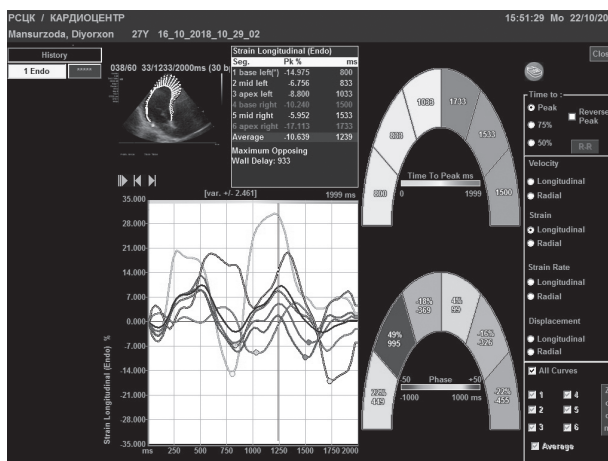 РСЦК / КАРДИОЦЕНТР
15:51:29 Mo 22/10/20
Mansurzoda, Diyorxon 27Y 16_10_2018_10_29_02
History
1 Endo *****
038/60 33/1233/2000ms (30 b
Strain Longitudinal (Endo)
Seg. Pk % ms
1 base left(*) -14.975 800
2 mid left -6.756 833
3 apex left -8.800 1033
4 base right -10.240 1500
5 mid right -5.952 1533
6 apex right -17.113 1733
Average -10.639 1239
Maximum Opposing
Wall Delay: 933
[var. +/- 2.461] 1999 ms
35.000
28.000
21.000
14.000
7.000
0.000
-7.000
-14.000
-21.000
-28.000
-35.000
Strain Longitudinal (Endo) %
ms 250 500 750 1000 1250 1500 1750 2000
1033 1733
833 1533
800 1500
Time To Peak ms
0 1999
-18% 4%
-369 99
49% -16%
995 -326
22% -22%
449 -455
-50 Phase +50
-1000 1000 ms
Clos
Time to :
Peak
75%
50%
Reverse
Peak
R-R
Velocity
Longitudinal
Radial
Strain
Longitudinal
Radial
Strain Rate
Longitudinal
Radial
Displacement
Longitudinal
Radial
All Curves
1 4
2 5
3 6
Average